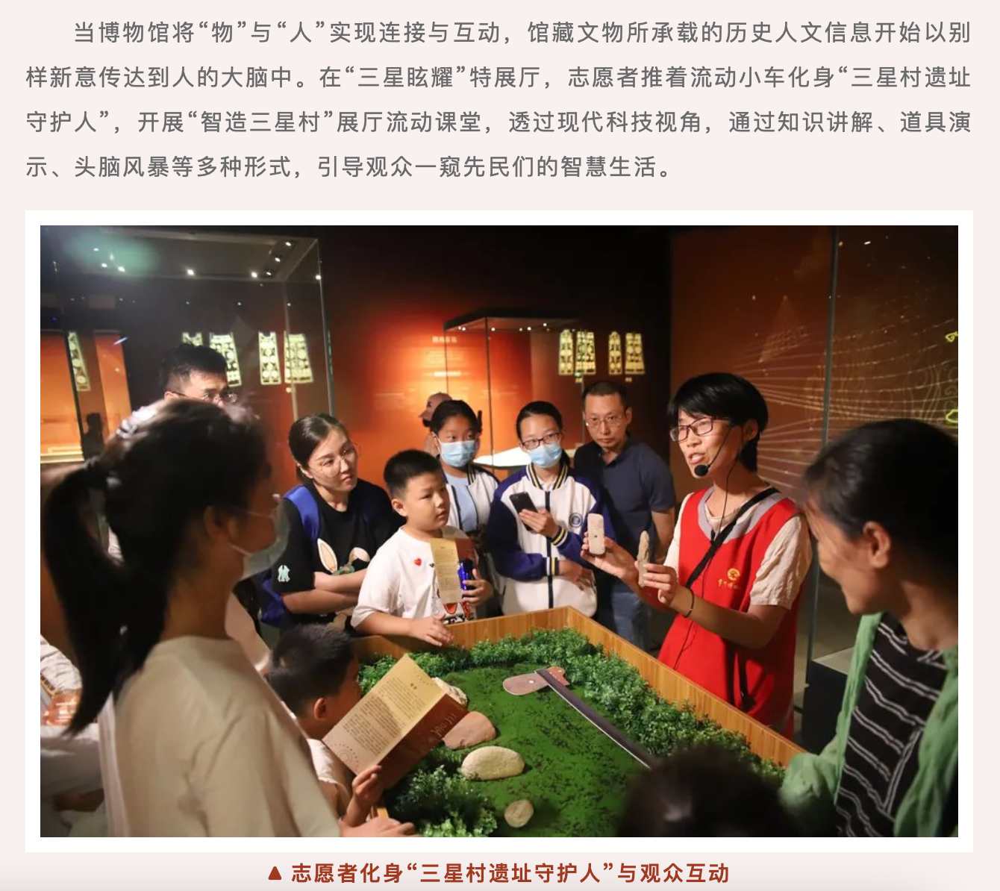 当博物馆将“物”与“人”实现连接与互动，馆藏文物所承载的历史人文信息开始以别
样新意传达到人的大脑中。在“三星眩耀”特展厅，志愿者推着流动小车化身“三星村遗址
守护人”，开展“智造三星村”展厅流动课堂，透过现代科技视角，通过知识讲解、道具演
示、头脑风暴等多种形式，引导观众一窥先民们的智慧生活。
▲ 志愿者化身“三星村遗址守护人”与观众互动